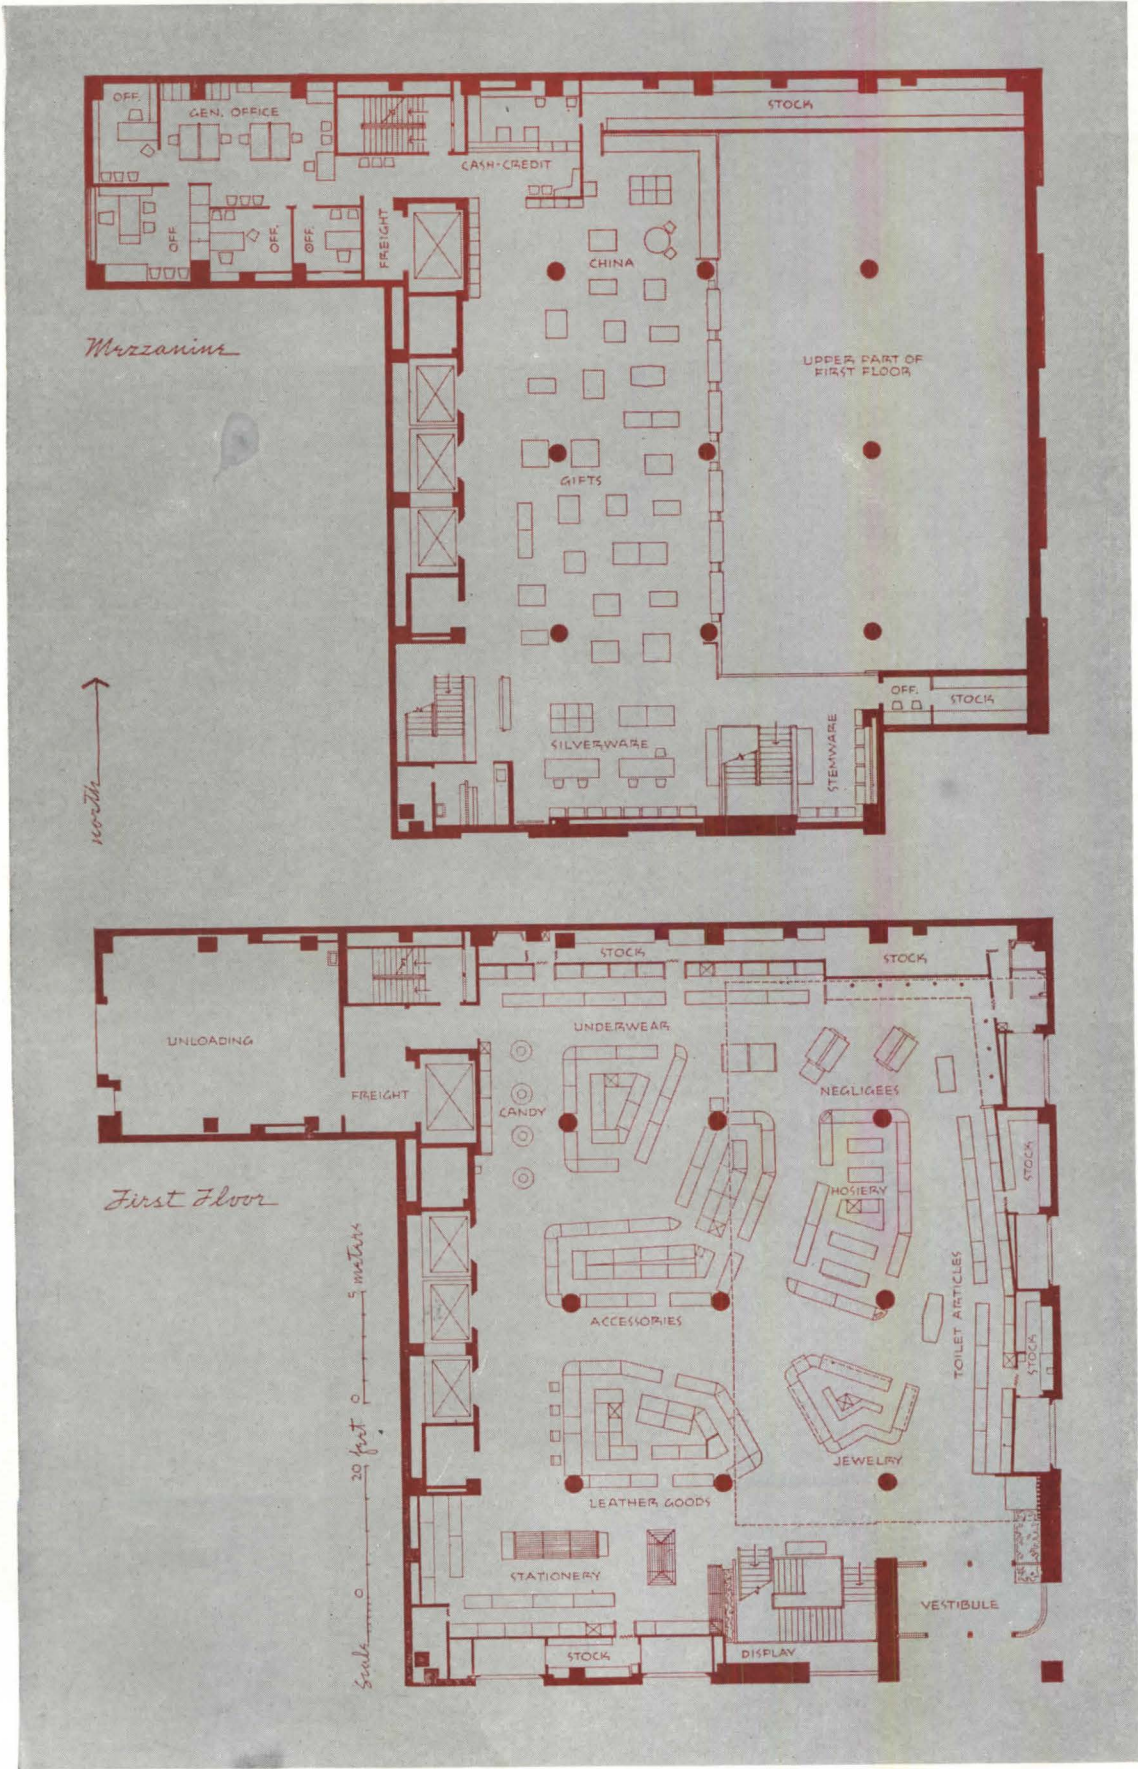 OFF.
GEN. OFFICE
STOCK
CASH-CREDIT
OFF.
OFF.
OFF.
FREIGHT
CHINA
Mezzanine
UPPER PART OF
FIRST FLOOR
GIFTS
north
OFF.
STOCK
SILVERWARE
STEMWARE
STOCK
STOCK
UNLOADING
UNDERWEAR
FREIGHT
CANDY
NEGLIGEES
STOCK
First Floor
HOSIERY
ACCESSORIES
TOILET ARTICLES
STOCK
JEWELRY
LEATHER GOODS
Scale 0 20 feet 0 5 meters
STATIONERY
VESTIBULE
STOCK
DISPLAY